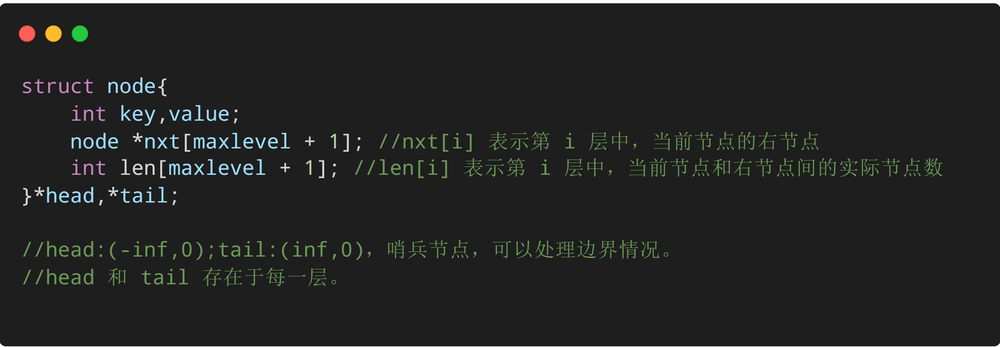 struct node{
    int key,value;
    node *nxt[maxlevel + 1]; //nxt[i] 表示第 i 层中，当前节点的右节点
    int len[maxlevel + 1]; //len[i] 表示第 i 层中，当前节点和右节点间的实际节点数
}*head,*tail;
//head:(-inf,0);tail:(inf,0)，哨兵节点，可以处理边界情况。
//head 和 tail 存在于每一层。